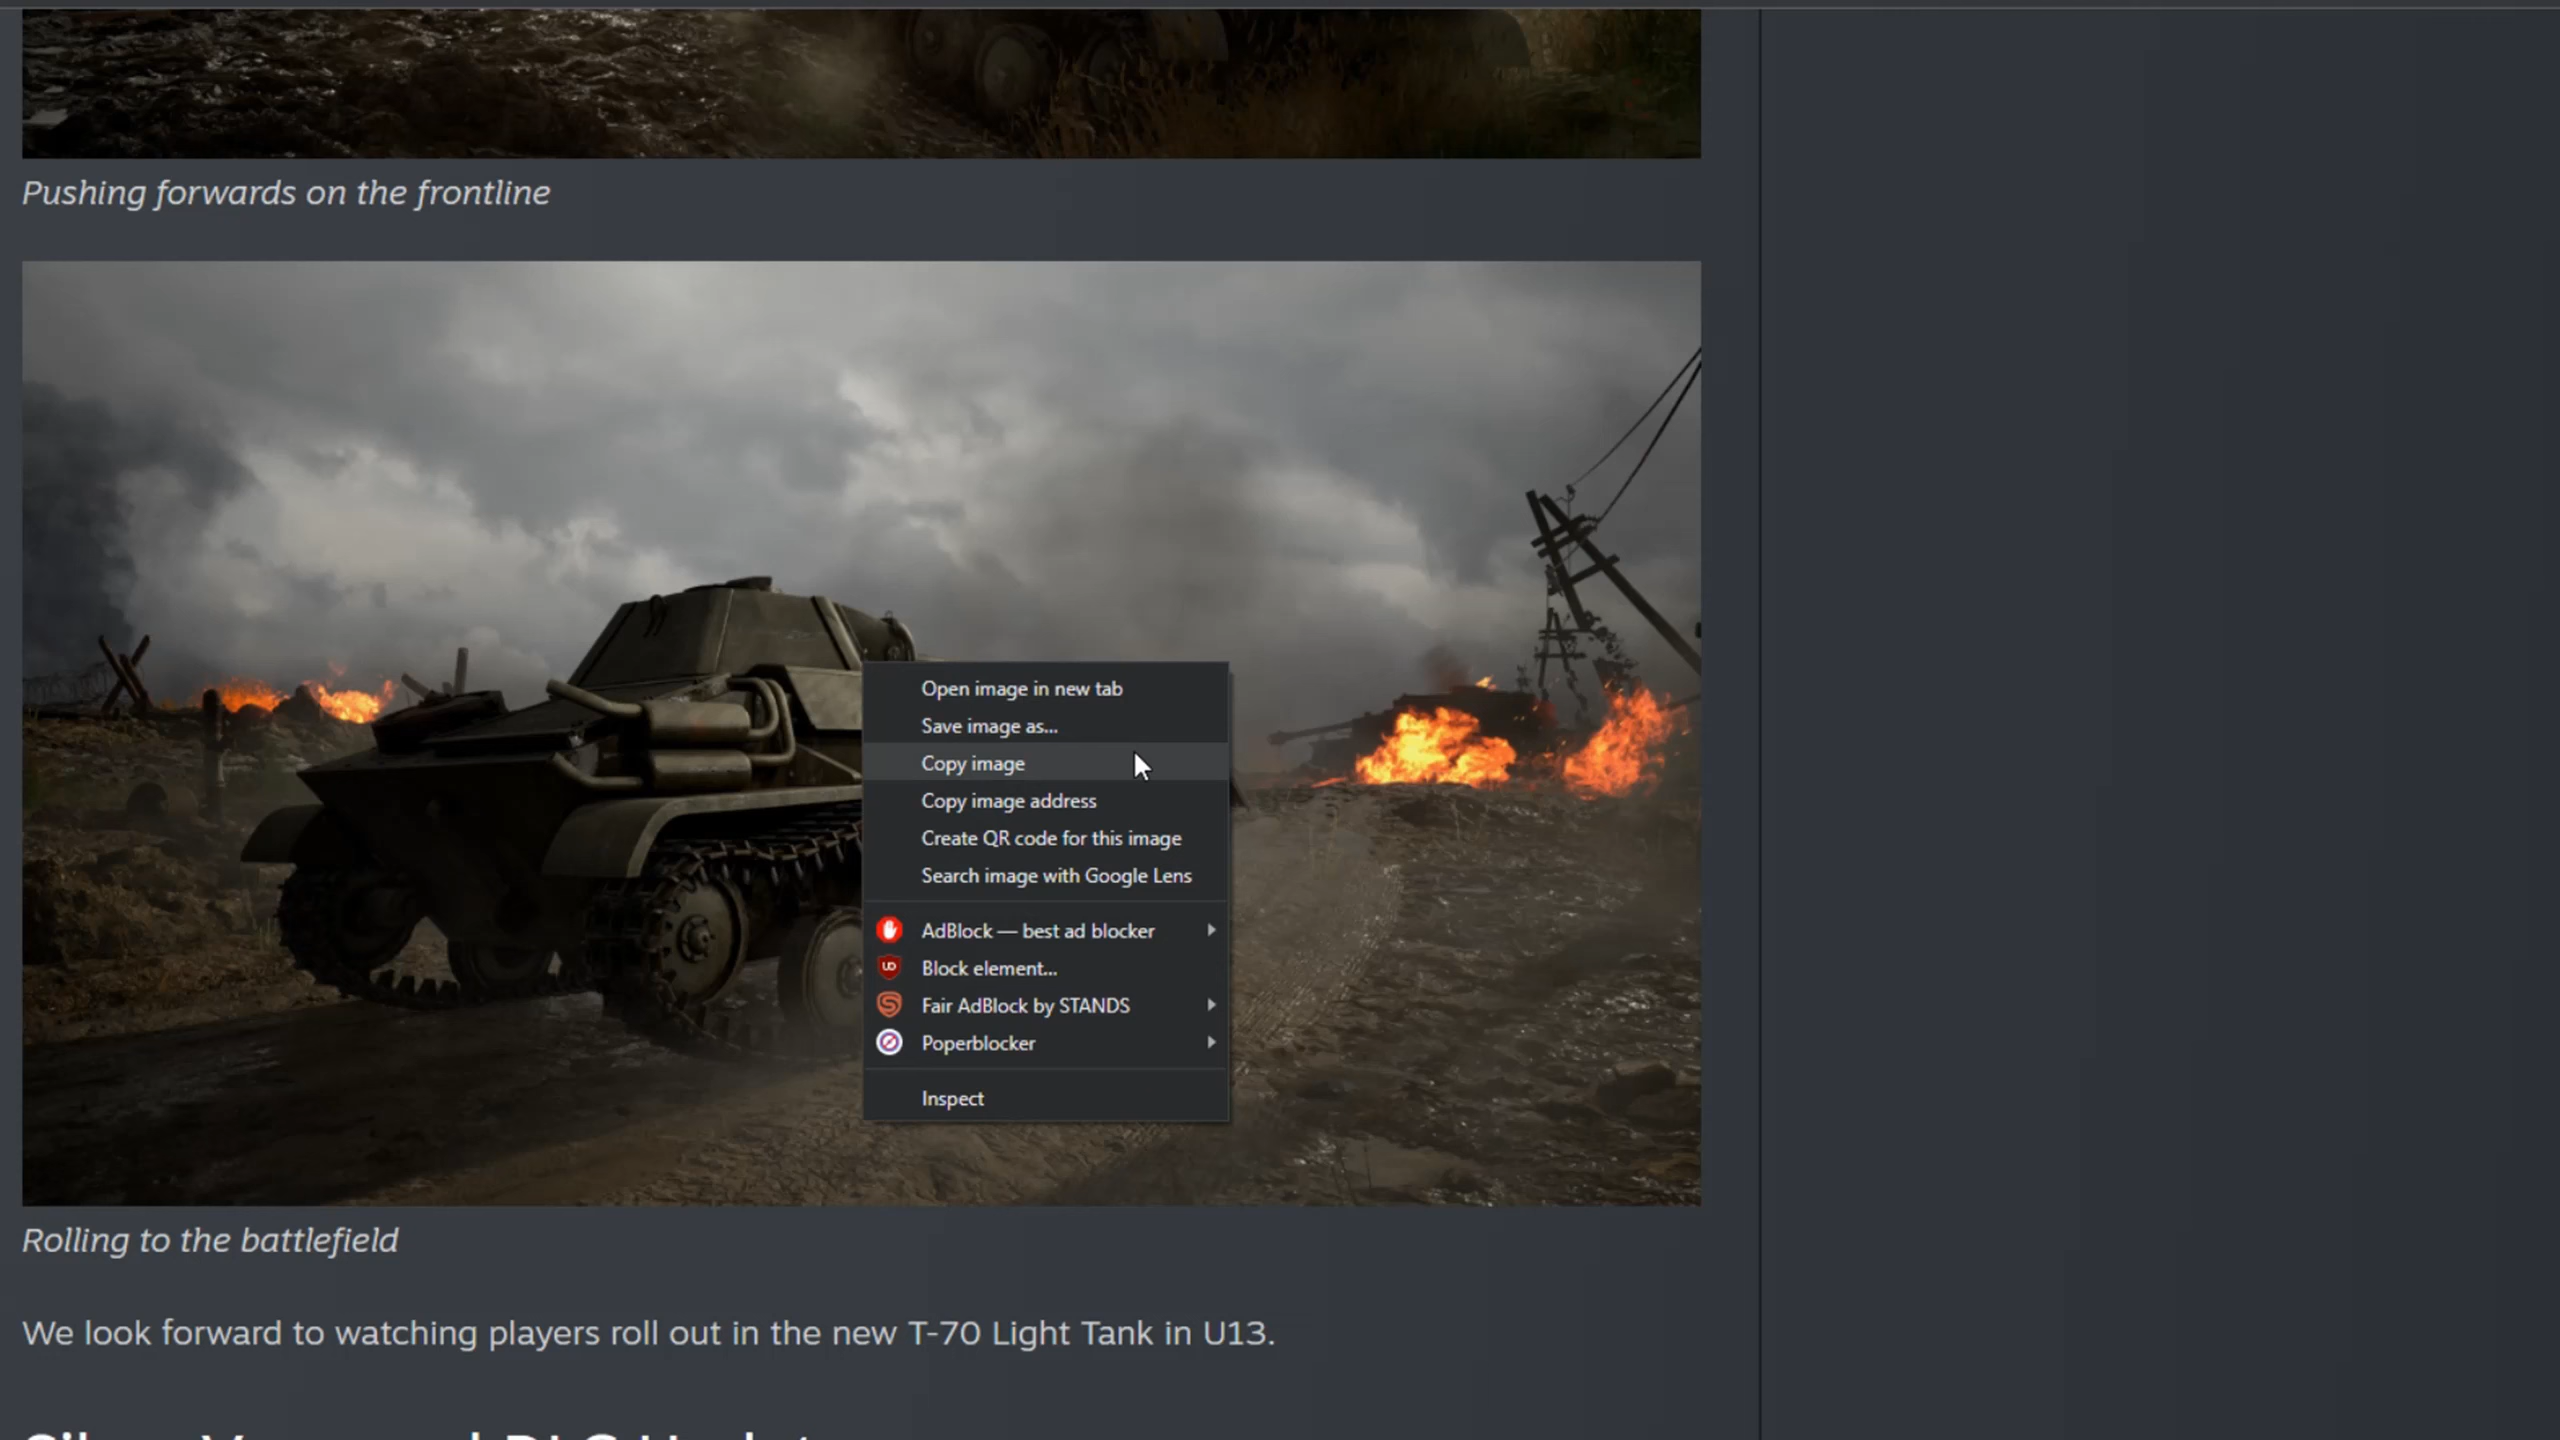 Pushing forwards on the frontline
Open image in new tab
Save image as...
Copy image
Copy image address
Create QR code for this image
Search image with Google Lens
AdBlock — best ad blocker
Block element...
Fair AdBlock by STANDS
Poperblocker
Inspect
Rolling to the battlefield
We look forward to watching players roll out in the new T-70 Light Tank in U13.